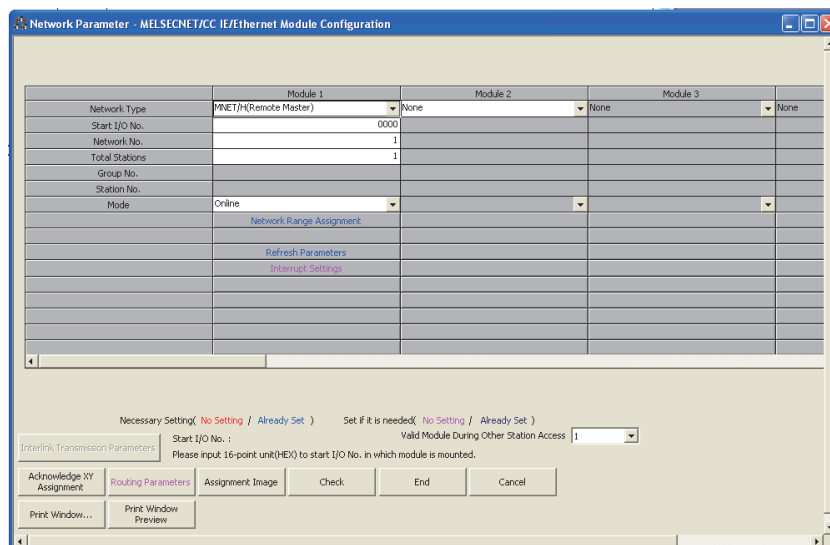 Network Parameter - MELSECNET/CC IE/Ethernet Module Configuration
Module 1 Module 2 Module 3
Network Type MNET/H(Remote Master) None None None
Start I/O No. 0000
Network No. 1
Total Stations 1
Group No.
Station No.
Mode Online
Network Range Assignment
Refresh Parameters
Interrupt Settings
Necessary Setting( No Setting / Already Set ) Set if it is needed( No Setting / Already Set )
Interlink Transmission Parameters
Start I/O No. : Valid Module During Other Station Access 1
Please input 16-point unit(HEX) to start I/O No. in which module is mounted.
Acknowledge XY Assignment Routing Parameters Assignment Image Check End Cancel
Print Window... Print Window Preview